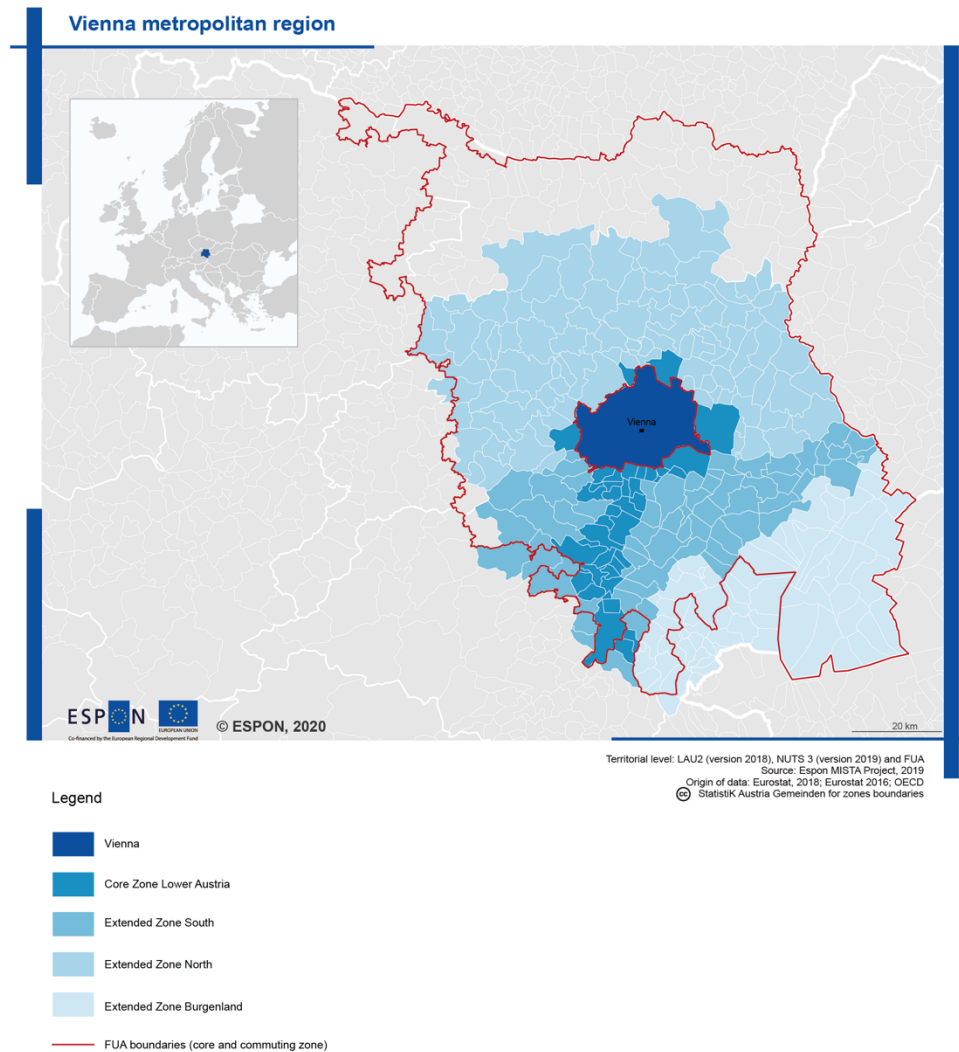 Vienna metropolitan region
Vienna
ESPON
EUROPEAN UNION
Co-financed by the European Regional Development Fund
© ESPON, 2020
20 km
Territorial level: LAU2 (version 2018), NUTS 3 (version 2019) and FUA
Source: Espon MISTA Project, 2019
Origin of data: Eurostat, 2018; Eurostat 2016; OECD
cc StatistiK Austria Gemeinden for zones boundaries
Legend
Vienna
Core Zone Lower Austria
Extended Zone South
Extended Zone North
Extended Zone Burgenland
FUA boundaries (core and commuting zone)